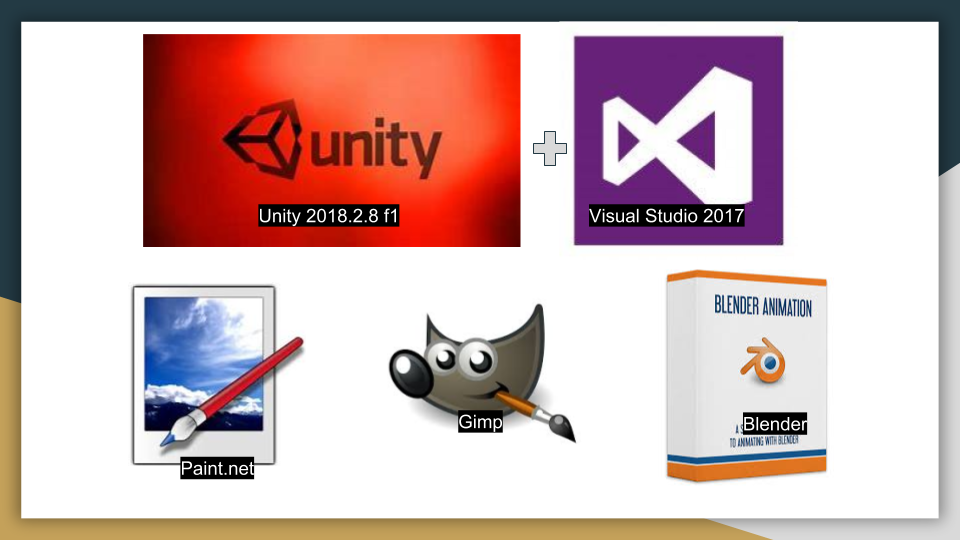 unity
Unity 2018.2.8 f1
Visual Studio 2017
BLENDER ANIMATION
Paint.net
Gimp
Blender
TO ANIMATING WITH BLENDER